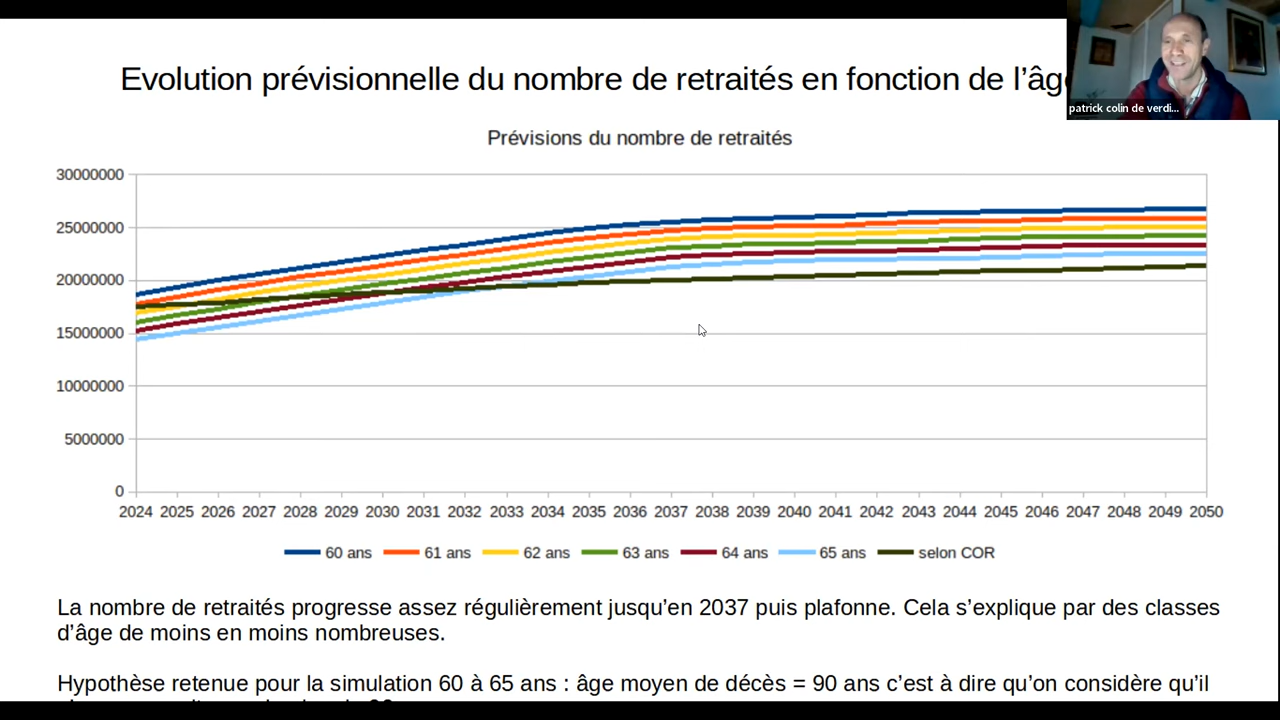 Evolution prévisionnelle du nombre de retraités en fonction de l'âge
patrick colin de verdi...
Prévisions du nombre de retraités
30000000
25000000
20000000
15000000
10000000
5000000
0
2024 2025 2026 2027 2028 2029 2030 2031 2032 2033 2034 2035 2036 2037 2038 2039 2040 2041 2042 2043 2044 2045 2046 2047 2048 2049 2050
60 ans 61 ans 62 ans 63 ans 64 ans 65 ans selon COR
La nombre de retraités progresse assez régulièrement jusqu'en 2037 puis plafonne. Cela s'explique par des classes
d'âge de moins en moins nombreuses.
Hypothèse retenue pour la simulation 60 à 65 ans : âge moyen de décès = 90 ans c'est à dire qu'on considère qu'il